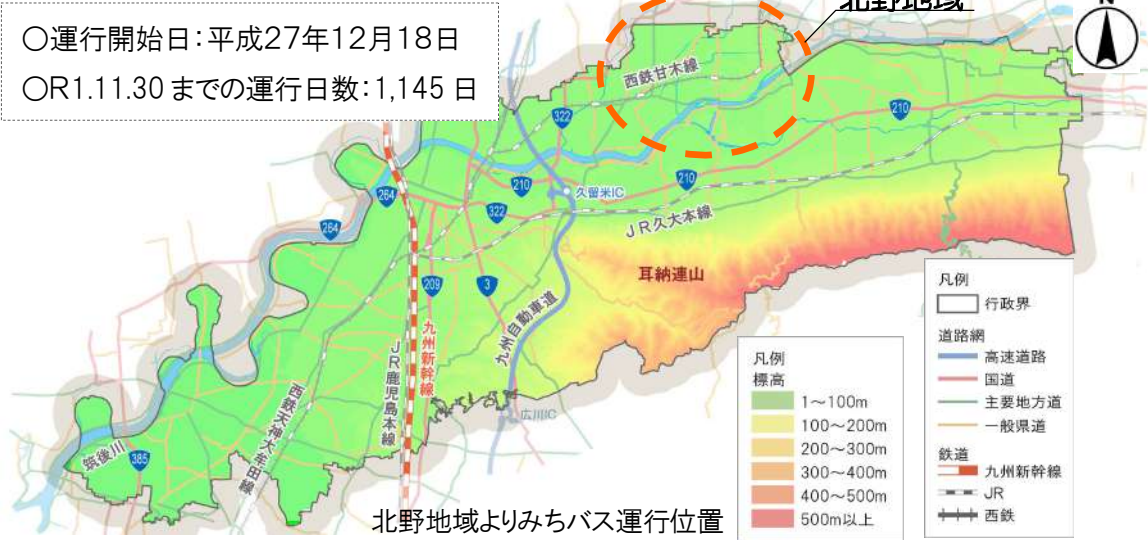 〇運行開始日：平成27年12月18日
〇R1.11.30 までの運行日数：1,145 日
北野地域
N
西鉄甘木線
322
210
264
210
210
久留米IC
322
264
JR久大本線
耳納連山
209
3
九州自動車道
九州新幹線
JR鹿児島本線
広川IC
西鉄天神大牟田線
筑後川
385
北野地域よりみちバス運行位置
凡例
標高
1～100m
100～200m
200～300m
300～400m
400～500m
500m以上
凡例
行政界
道路網
高速道路
国道
主要地方道
一般県道
鉄道
九州新幹線
JR
西鉄